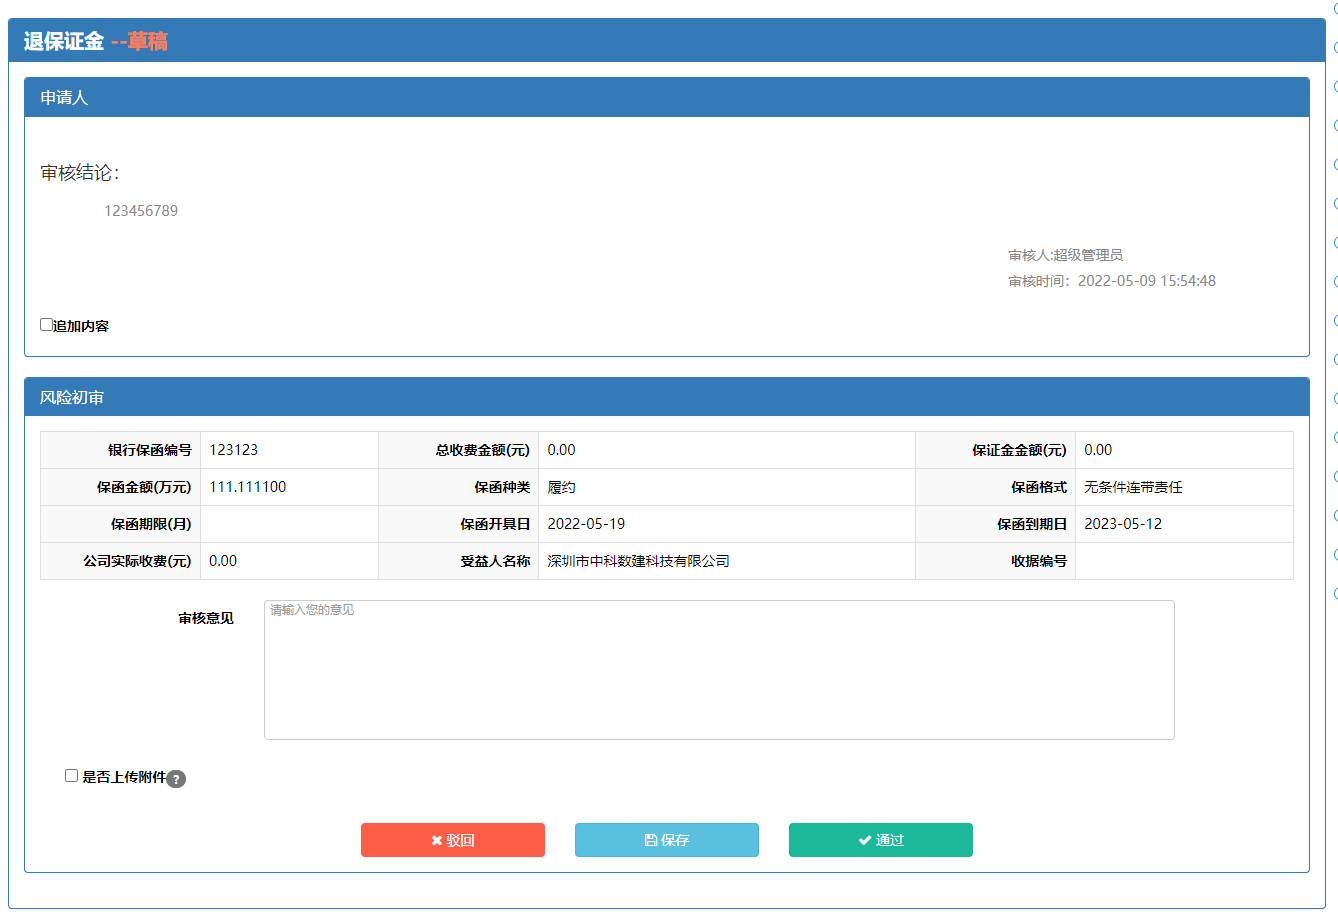 退保证金 --草稿
申请人
审核结论：
123456789
审核人:超级管理员
审核时间：2022-05-09 15:54:48
追加内容
风险初审
银行保函编号 123123 总收费金额(元) 0.00 保证金金额(元) 0.00
保函金额(万元) 111.111100 保函种类 履约 保函格式 无条件连带责任
保函期限(月) 保函开具日 2022-05-19 保函到期日 2023-05-12
公司实际收费(元) 0.00 受益人名称 深圳市中科数建科技有限公司 收据编号
审核意见 请输入您的意见
是否上传附件 ?
驳回 保存 通过